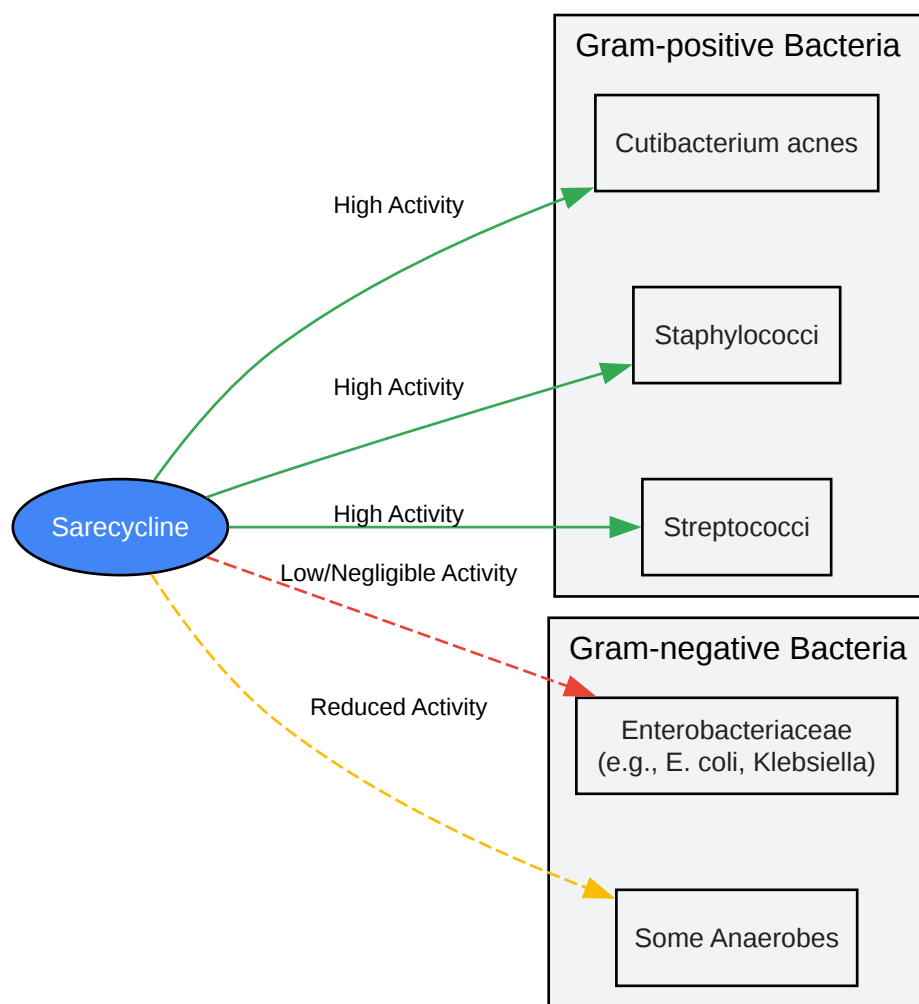 Gram-positive Bacteria
Cutibacterium acnes
High Activity
Staphylococci
High Activity
Sarecycline
High Activity
Streptococci
Low/Negligible Activity
Gram-negative Bacteria
Reduced Activity
Enterobacteriaceae
(e.g., E. coli, Klebsiella)
Some Anaerobes